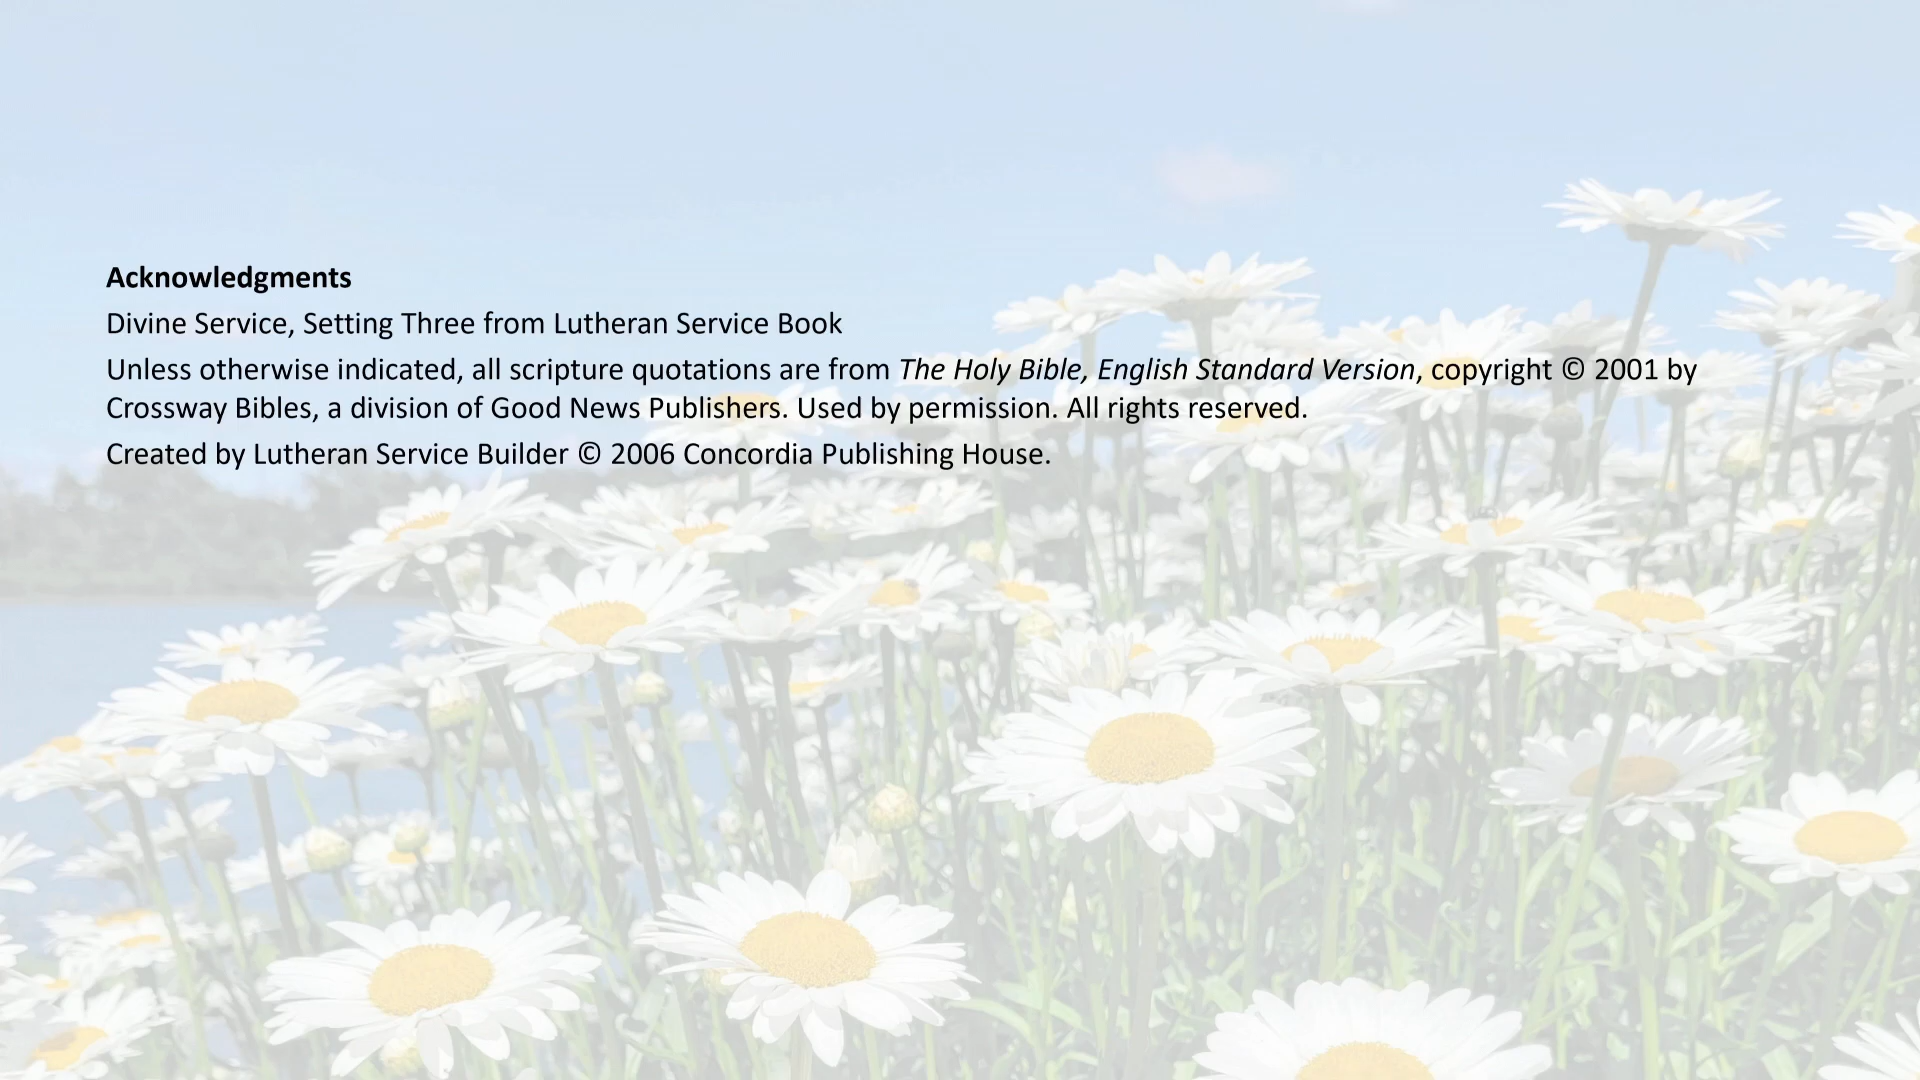 Acknowledgments
Divine Service, Setting Three from Lutheran Service Book
Unless otherwise indicated, all scripture quotations are from The Holy Bible, English Standard Version, copyright © 2001 by
Crossway Bibles, a division of Good News Publishers. Used by permission. All rights reserved.
Created by Lutheran Service Builder © 2006 Concordia Publishing House.